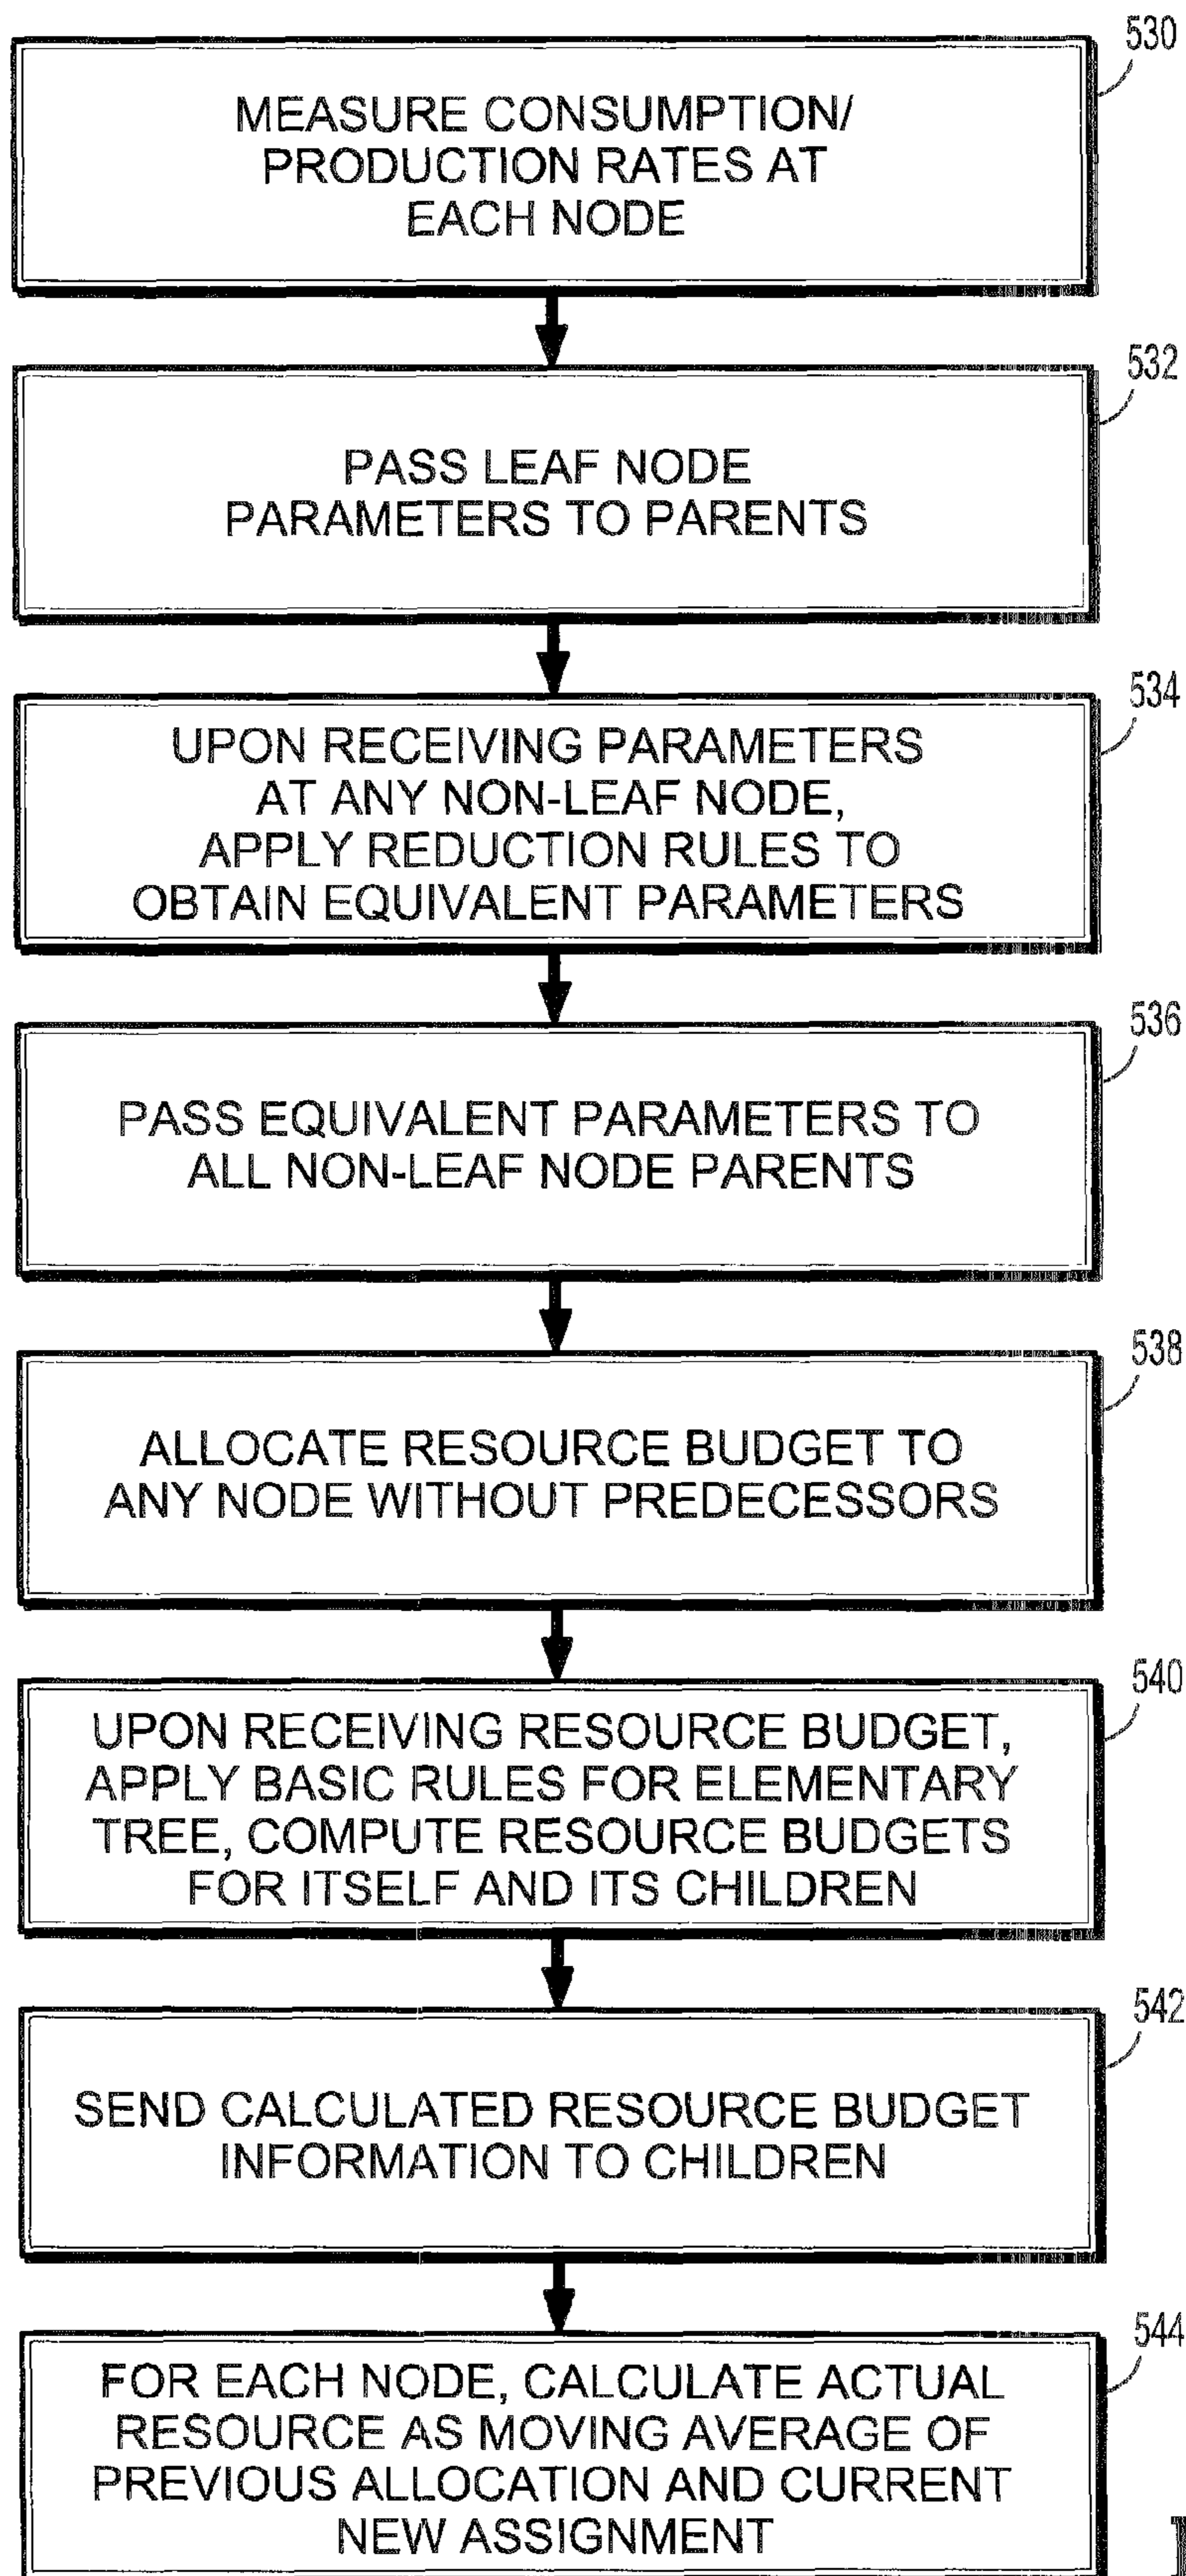 530
MEASURE CONSUMPTION/
PRODUCTION RATES AT
EACH NODE
532
PASS LEAF NODE
PARAMETERS TO PARENTS
534
UPON RECEIVING PARAMETERS
AT ANY NON-LEAF NODE,
APPLY REDUCTION RULES TO
OBTAIN EQUIVALENT PARAMETERS
536
PASS EQUIVALENT PARAMETERS TO
ALL NON-LEAF NODE PARENTS
538
ALLOCATE RESOURCE BUDGET TO
ANY NODE WITHOUT PREDECESSORS
540
UPON RECEIVING RESOURCE BUDGET,
APPLY BASIC RULES FOR ELEMENTARY
TREE, COMPUTE RESOURCE BUDGETS
FOR ITSELF AND ITS CHILDREN
542
SEND CALCULATED RESOURCE BUDGET
INFORMATION TO CHILDREN
544
FOR EACH NODE, CALCULATE ACTUAL
RESOURCE AS MOVING AVERAGE OF
PREVIOUS ALLOCATION AND CURRENT
NEW ASSIGNMENT